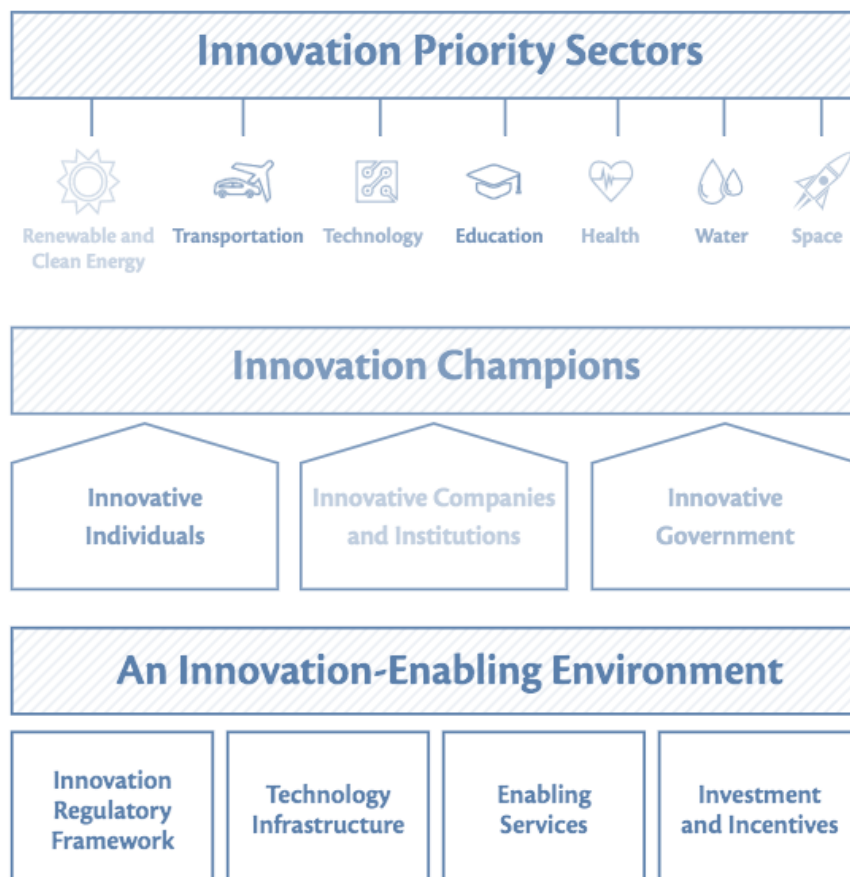 Innovation Priority Sectors
Renewable and
Clean Energy
Transportation
Technology
Education
Health
Water
Space
Innovation Champions
Innovative
Individuals
Innovative Companies
and Institutions
Innovative
Government
An Innovation-Enabling Environment
Innovation
Regulatory
Framework
Technology
Infrastructure
Enabling
Services
Investment
and Incentives